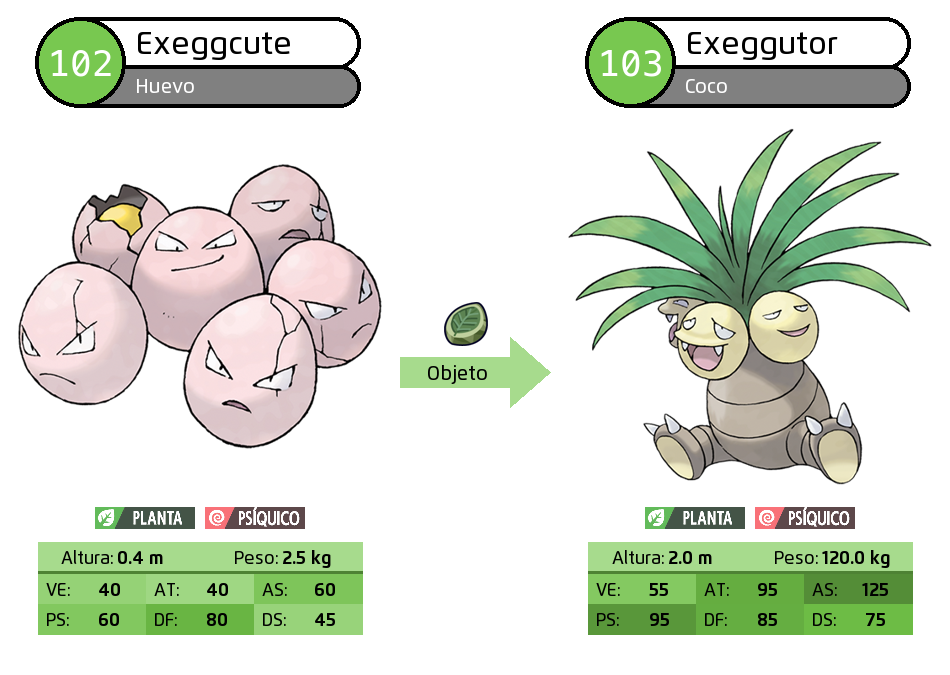 102
Exeggcute
Huevo
103
Exeggutor
Coco
Objeto
PLANTA PSÍQUICO
Altura: 0.4 m Peso: 2.5 kg
VE: 40 AT: 40 AS: 60
PS: 60 DF: 80 DS: 45
PLANTA PSÍQUICO
Altura: 2.0 m Peso: 120.0 kg
VE: 55 AT: 95 AS: 125
PS: 95 DF: 85 DS: 75